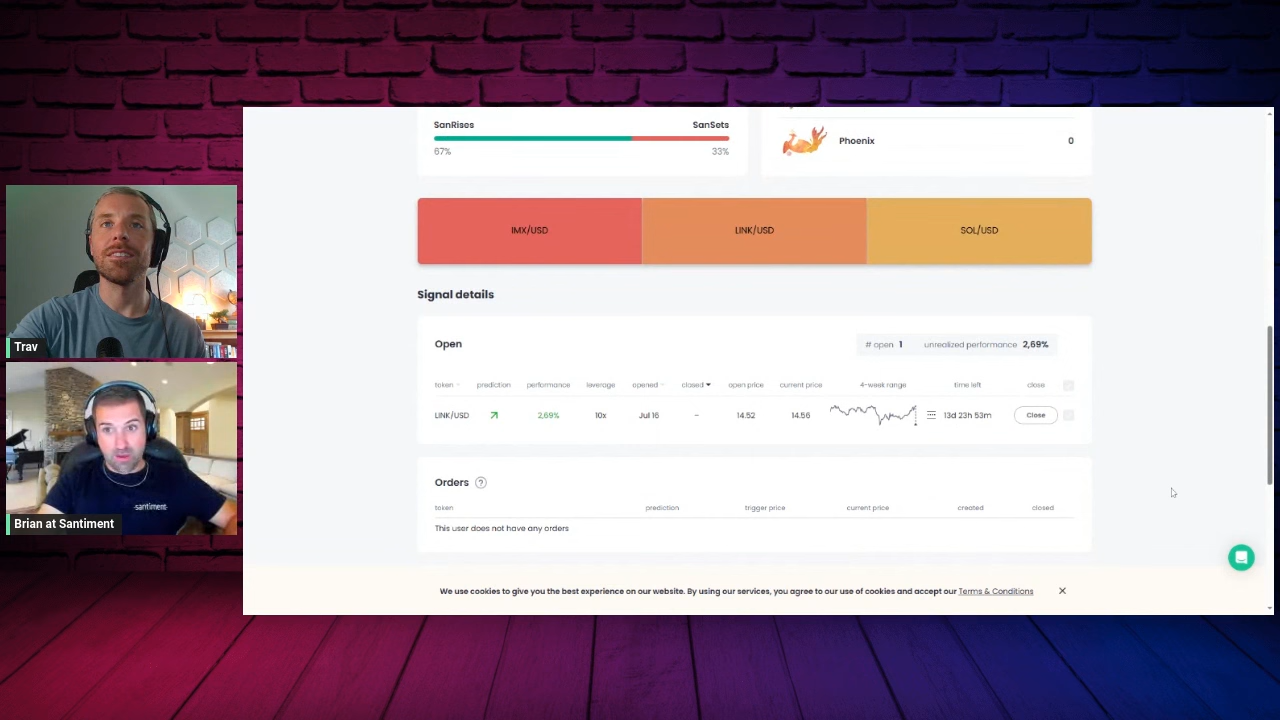 SanRises SanSets
67% 33%
Phoenix 0
IMX/USD LINK/USD SOL/USD
Signal details
Open # open 1 unrealized performance 2,69%
token prediction performance leverage opened closed open price current price 4-week range time left close
LINK/USD 2,69% 10x Jul 16 – 14.52 14.56 13d 23h 53m Close
Orders ?
token prediction trigger price current price created closed
This user does not have any orders
We use cookies to give you the best experience on our website. By using our services, you agree to our use of cookies and accept our Terms & Conditions
Trav
·santiment·
Brian at Santiment